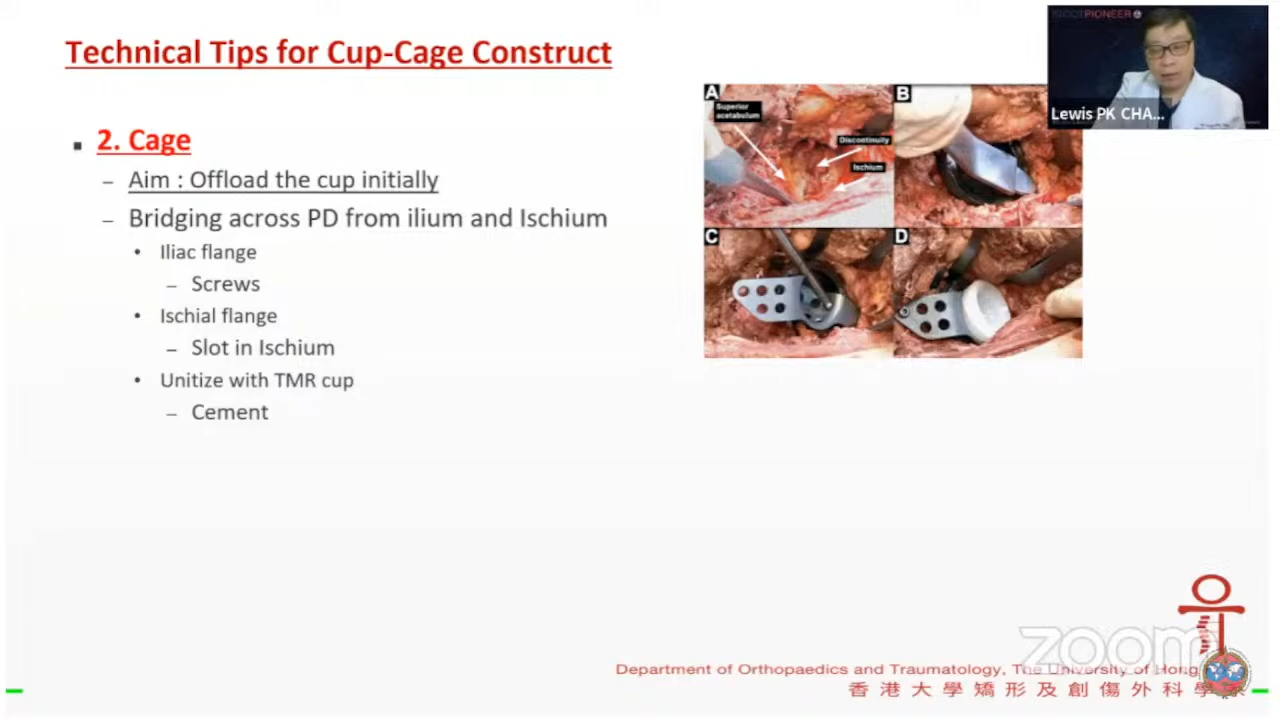 Technical Tips for Cup-Cage Construct
2. Cage
– Aim : Offload the cup initially
– Bridging across PD from ilium and Ischium
• Iliac flange
– Screws
• Ischial flange
– Slot in Ischium
• Unitize with TMR cup
– Cement
A
Superior
acetabulum
Discontinuity
Ischium
B
C
D
PIONEER
Lewis PK CHA...
zoom
Department of Orthopaedics and Traumatology, The University of Hong
香港大學矯形及創傷外科學系